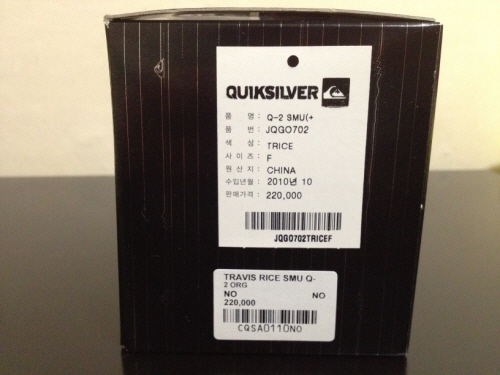 QUIKSILVER
품 명 : Q-2 SMU(+
품 번 : JQGO702
색 상 : TRICE
사 이 즈 : F
원 산 지 : CHINA
수입년월 : 2010년 10
판매가격 : 220,000
JQGO702TRICEF
TRAVIS RICE SMU Q-
2 ORG
NO NO
220,000
CQSA0110NO